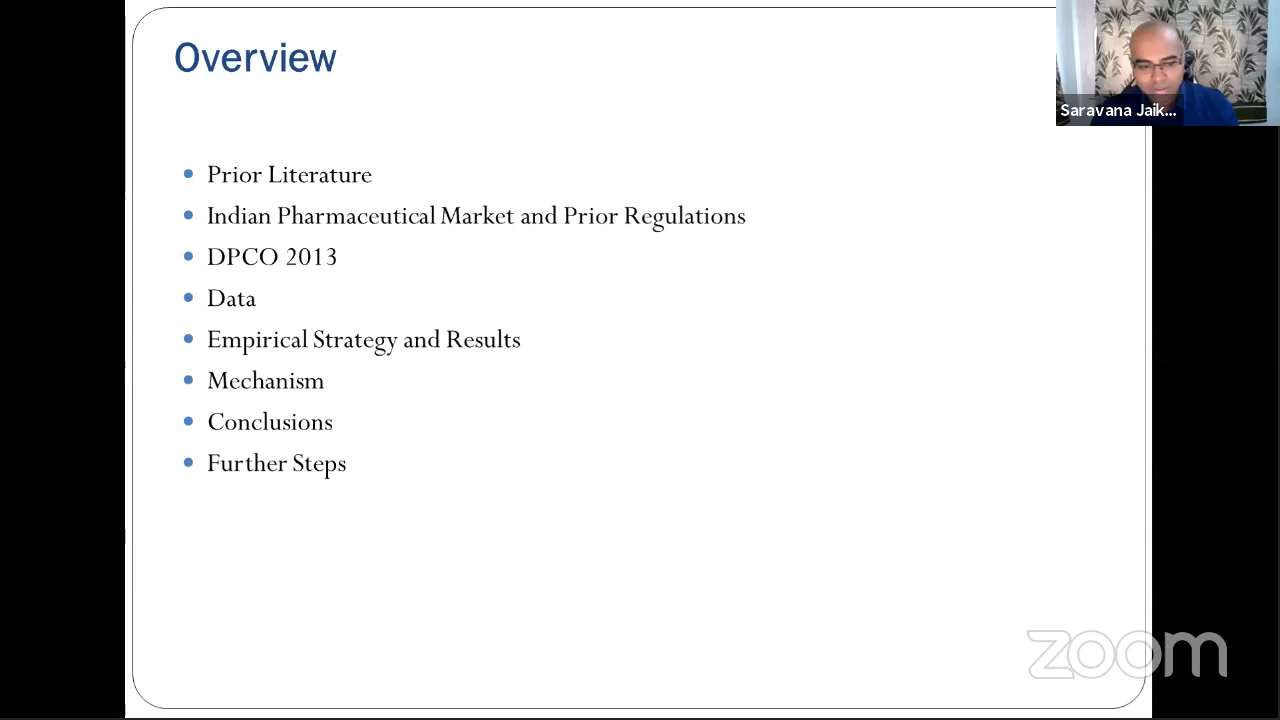 Overview
Saravana Jaik...
Prior Literature
Indian Pharmaceutical Market and Prior Regulations
DPCO 2013
Data
Empirical Strategy and Results
Mechanism
Conclusions
Further Steps
zoom